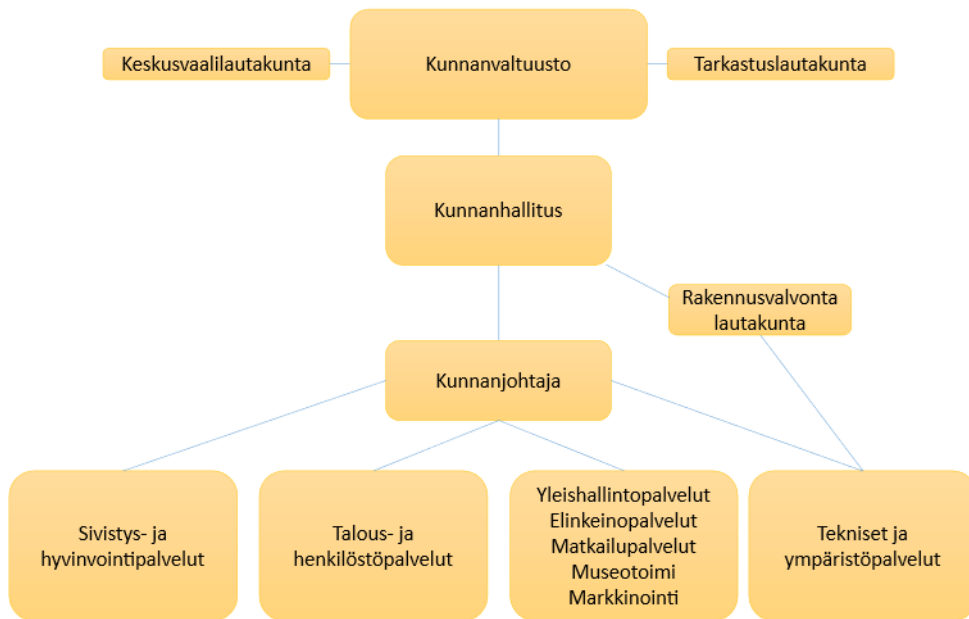 Keskusvaalilautakunta
Kunnanvaltuusto
Tarkastuslautakunta
Kunnanhallitus
Rakennusvalvonta
lautakunta
Kunnanjohtaja
Sivistys- ja
hyvinvointipalvelut
Talous- ja
henkilöstöpalvelut
Yleishallintopalvelut
Elinkeinopalvelut
Matkailupalvelut
Museotoimi
Markkinointi
Tekniset ja
ympäristöpalvelut